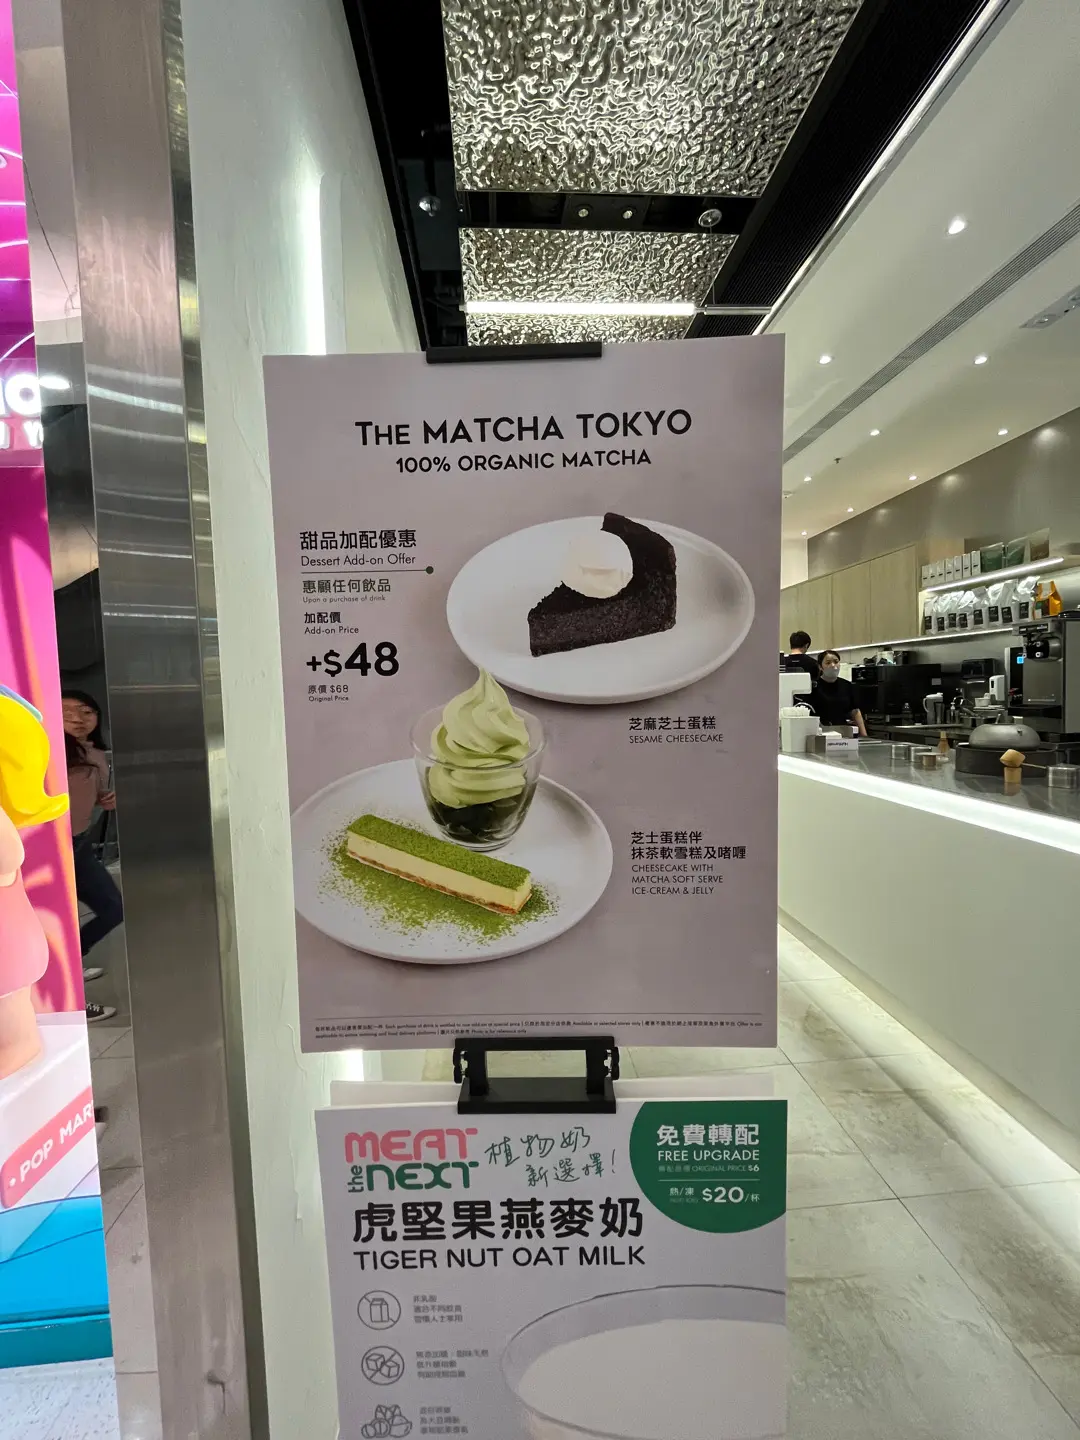 THE MATCHA TOKYO
100% ORGANIC MATCHA
甜品加配優惠
Dessert Add-on Offer
惠顧任何飲品
Upon a purchase of drink
加配價
Add-on Price
+$48
原價 $68
Original Price
芝麻芝士蛋糕
SESAME CHEESECAKE
芝士蛋糕伴
抹茶軟雪糕及啫喱
CHEESECAKE WITH
MATCHA SOFT SERVE
ICE-CREAM & JELLY
MEAT
the NEXT
植物奶
新選擇!
免費轉配
FREE UPGRADE
ORIGINAL PRICE $6
熱/凍 $20/杯
虎堅果燕麥奶
TIGER NUT OAT MILK
POP MAR